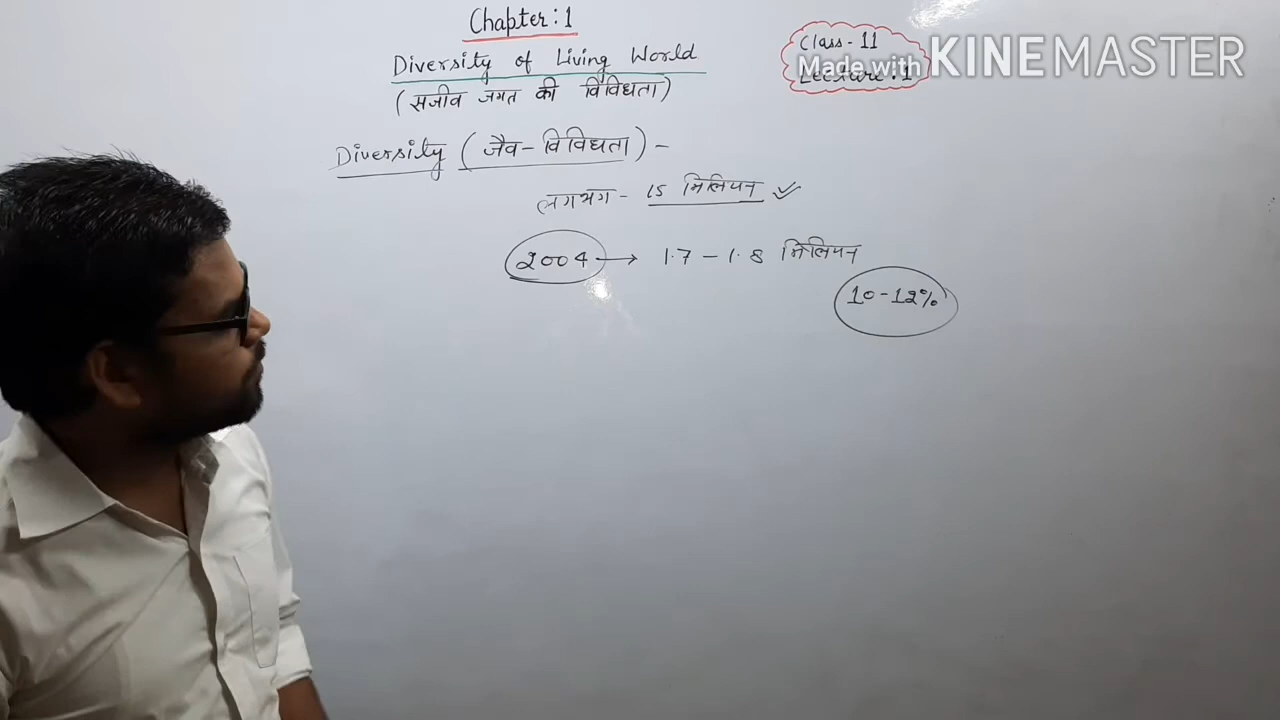 Chapter : 1
Diversity of Living World
(सजीव जगत की विविधता)
Class - 11
Lecture : 1
Made with KINEMASTER
Diversity (जैव - विविधता) -
लगभग - 15 मिलियन ✓
2004 → 1.7 - 1.8 मिलियन
10 - 12%